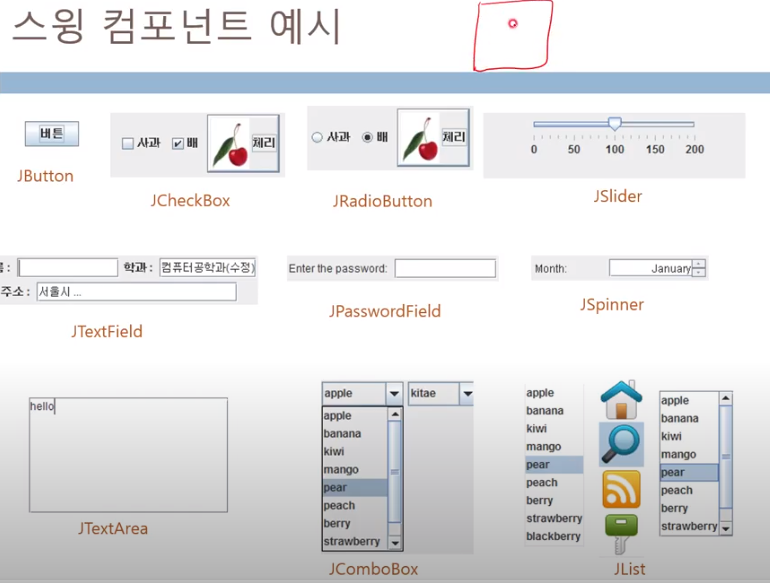 스윙 컴포넌트 예시
버튼
JButton
사과 배 체리
JCheckBox
사과 배 체리
JRadioButton
0 50 100 150 200
JSlider
: 학과 : 컴퓨터공학과(수정)
주소 : 서울시 ...
JTextField
Enter the password:
JPasswordField
Month: January
JSpinner
hello
JTextArea
apple
apple
banana
kiwi
mango
pear
peach
berry
strawberry
kitae
JComboBox
apple
banana
kiwi
mango
pear
peach
berry
strawberry
blackberry
apple
banana
kiwi
mango
pear
peach
berry
strawberry
JList